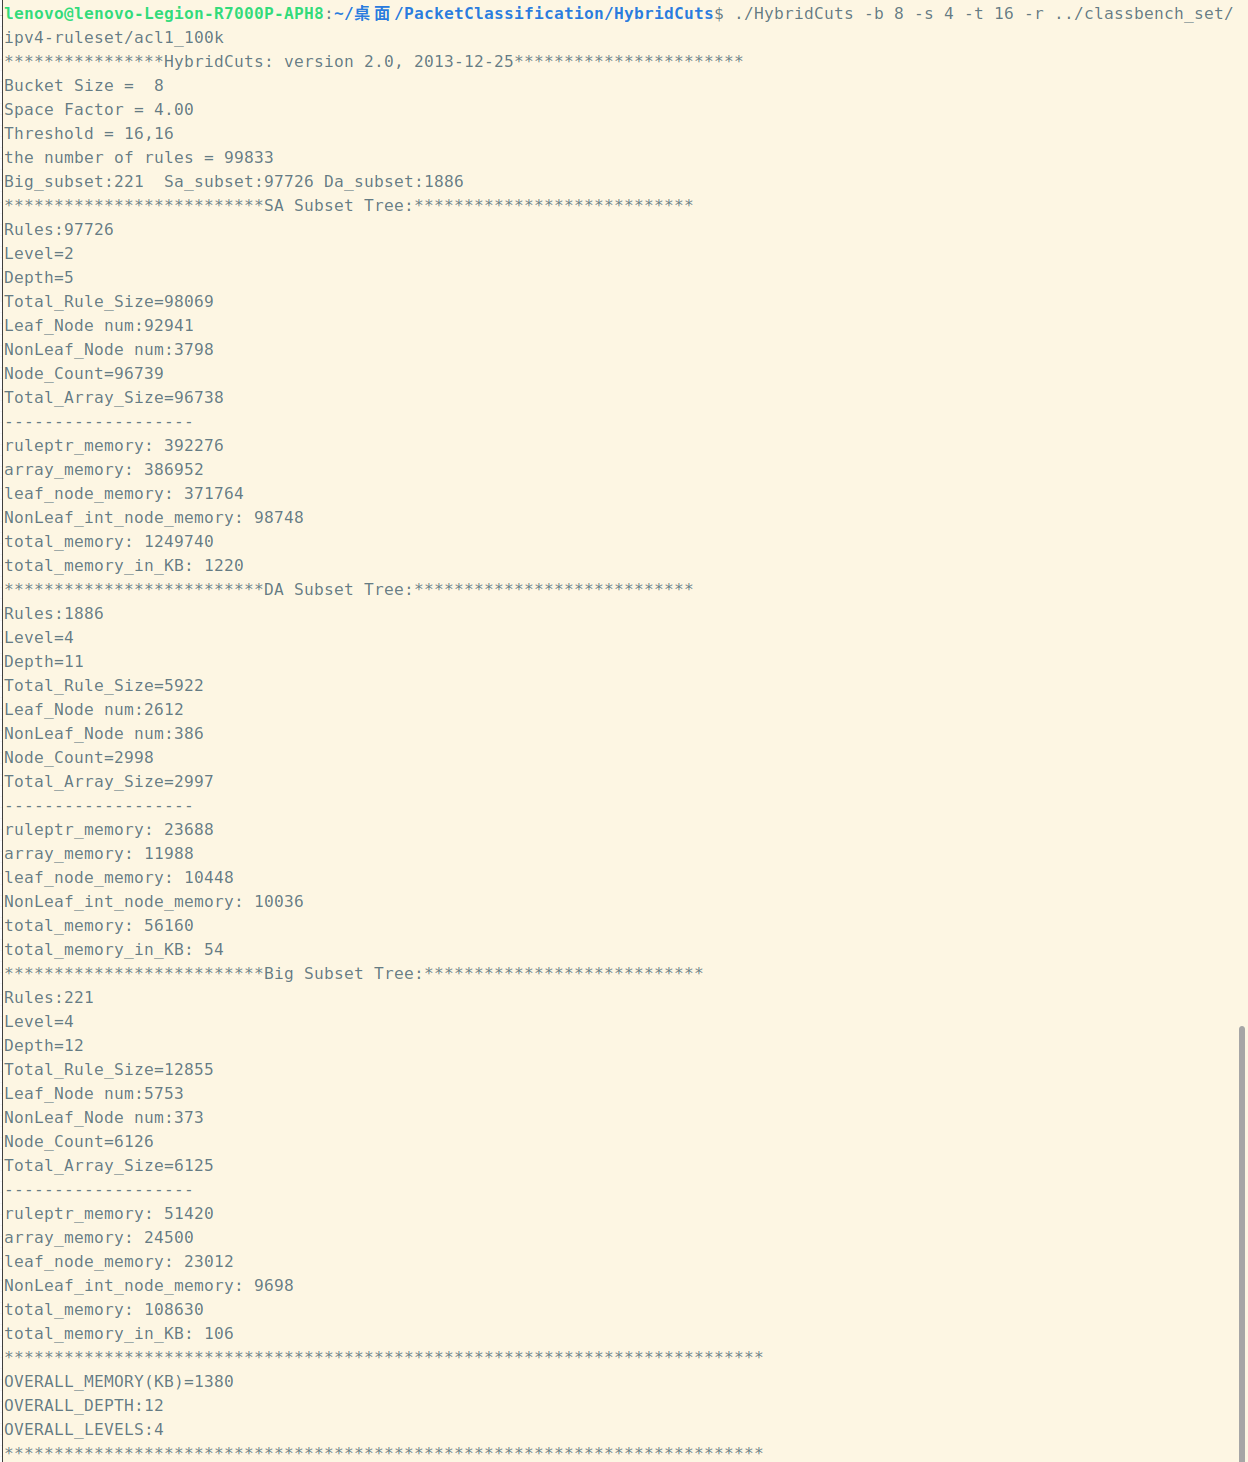 lenovo@lenovo-Legion-R7000P-APH8:~/桌面/PacketClassification/HybridCuts$ ./HybridCuts -b 8 -s 4 -t 16 -r ../classbench_set/
ipv4-ruleset/acl1_100k
****************HybridCuts: version 2.0, 2013-12-25***********************
Bucket Size =  8
Space Factor = 4.00
Threshold = 16,16
the number of rules = 99833
Big_subset:221  Sa_subset:97726 Da_subset:1886
**************************SA Subset Tree:****************************
Rules:97726
Level=2
Depth=5
Total_Rule_Size=98069
Leaf_Node num:92941
NonLeaf_Node num:3798
Node_Count=96739
Total_Array_Size=96738
-------------------
ruleptr_memory: 392276
array_memory: 386952
leaf_node_memory: 371764
NonLeaf_int_node_memory: 98748
total_memory: 1249740
total_memory_in_KB: 1220
**************************DA Subset Tree:****************************
Rules:1886
Level=4
Depth=11
Total_Rule_Size=5922
Leaf_Node num:2612
NonLeaf_Node num:386
Node_Count=2998
Total_Array_Size=2997
-------------------
ruleptr_memory: 23688
array_memory: 11988
leaf_node_memory: 10448
NonLeaf_int_node_memory: 10036
total_memory: 56160
total_memory_in_KB: 54
**************************Big Subset Tree:****************************
Rules:221
Level=4
Depth=12
Total_Rule_Size=12855
Leaf_Node num:5753
NonLeaf_Node num:373
Node_Count=6126
Total_Array_Size=6125
-------------------
ruleptr_memory: 51420
array_memory: 24500
leaf_node_memory: 23012
NonLeaf_int_node_memory: 9698
total_memory: 108630
total_memory_in_KB: 106
****************************************************************************
OVERALL_MEMORY(KB)=1380
OVERALL_DEPTH:12
OVERALL_LEVELS:4
****************************************************************************